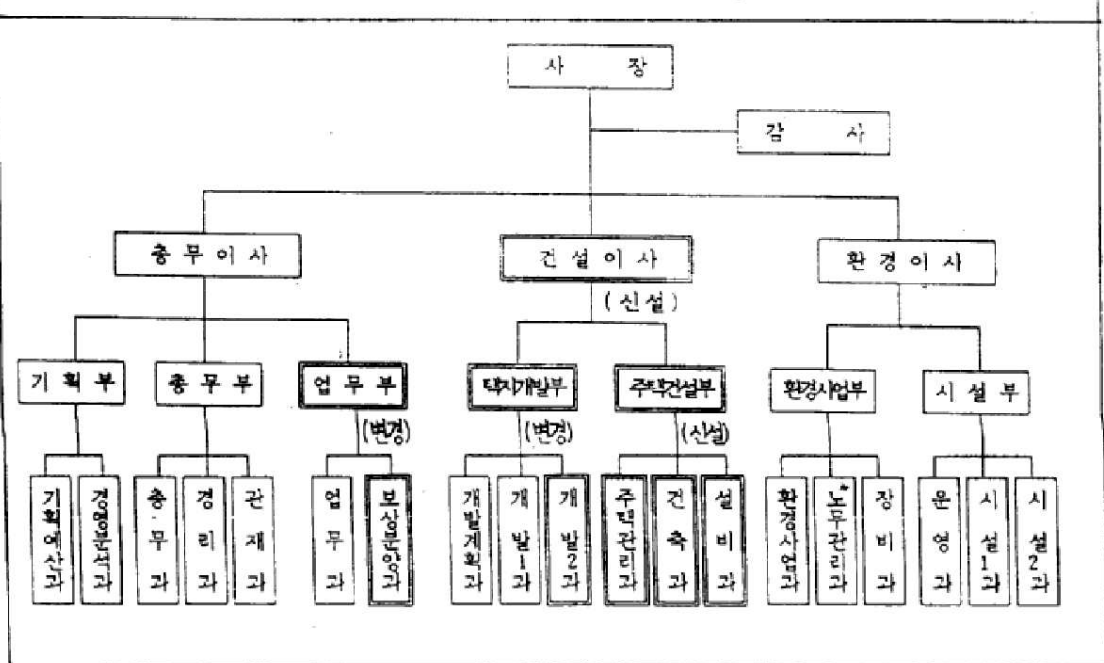 사 장
감 사
총무이사
건설이사
환경이사
(신설)
기획부
총무부
업무부
택지개발부
주택건설부
환경사업부
시설부
(변경)
(변경)
(신설)
기획예산과
경영분석과
총무과
경리과
관재과
업무과
보상분양과
개발계획과
개발1과
개발2과
주택관리과
건축과
설비과
환경사업과
노무관리과
장비과
운영과
시설1과
시설2과